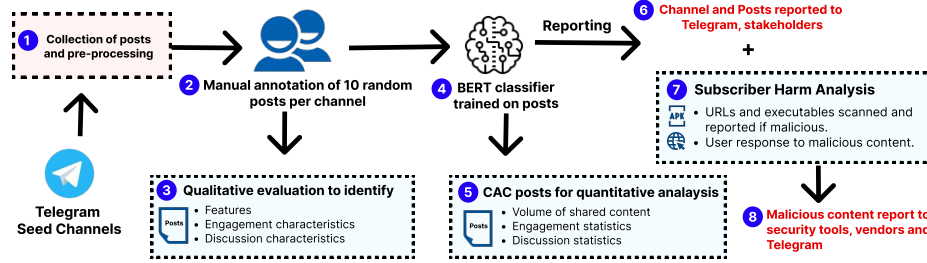 1
Collection of posts
and pre-processing
Telegram
Seed Channels
2 Manual annotation of 10 random
posts per channel
3 Qualitative evaluation to identify
Posts
• Features
• Engagement characteristics
• Discussion characteristics
4 BERT classifier
trained on posts
5 CAC posts for quantitative analaysis
Posts
• Volume of shared content
• Engagement statistics
• Discussion statistics
Reporting
6 Channel and Posts reported to
Telegram, stakeholders
+
7 Subscriber Harm Analysis
APK
• URLs and executables scanned and
reported if malicious.
• User response to malicious content.
8 Malicious content report to
security tools, vendors and
Telegram